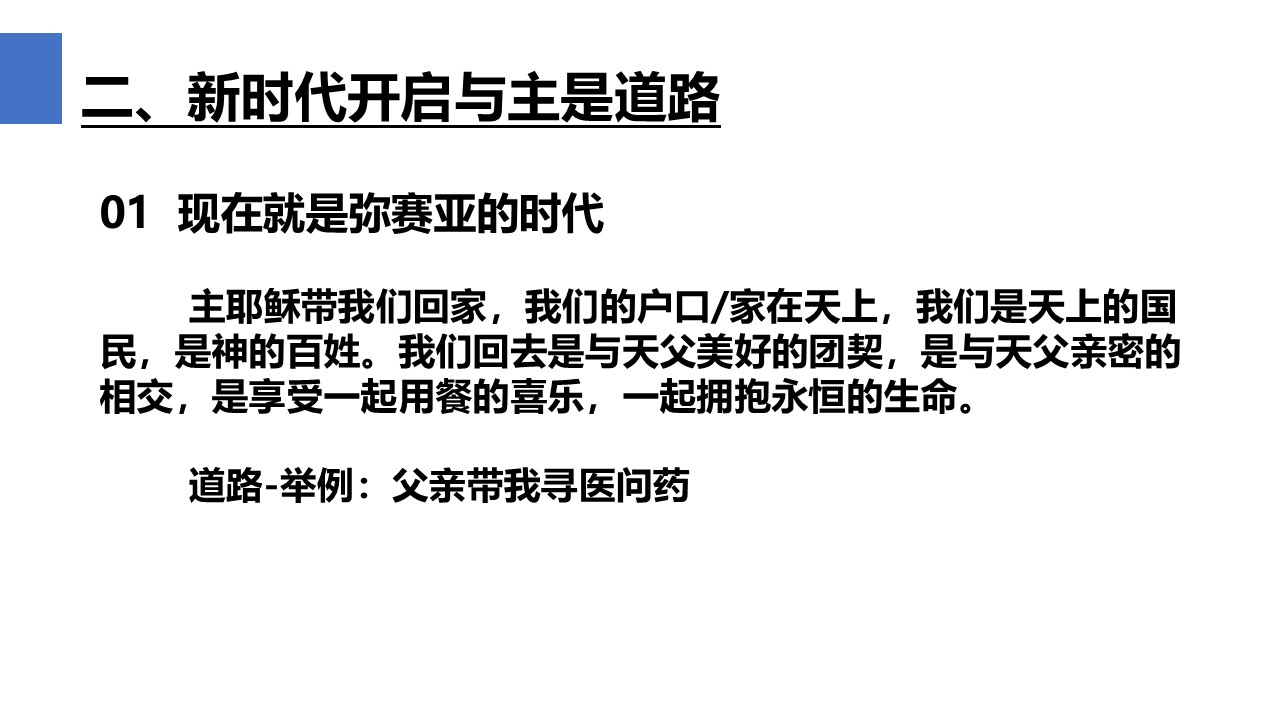 二、新时代开启与主是道路
01 现在就是弥赛亚的时代
主耶稣带我们回家，我们的户口/家在天上，我们是天上的国
民，是神的百姓。我们回去是与天父美好的团契，是与天父亲密的
相交，是享受一起用餐的喜乐，一起拥抱永恒的生命。
道路-举例：父亲带我寻医问药